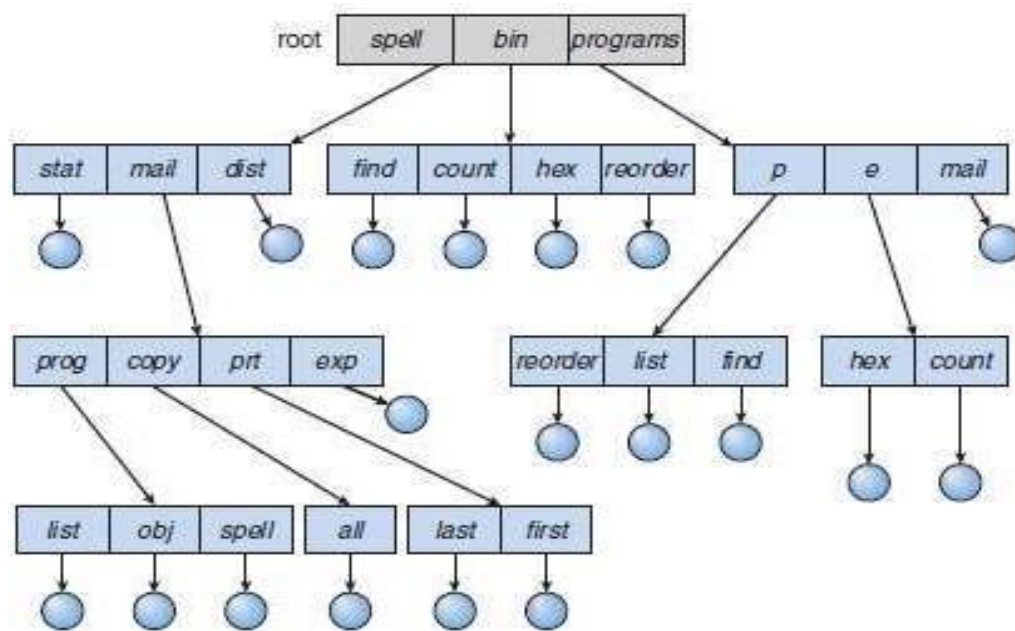 root spell bin programs
stat mail dist find count hex reorder p e mail
prog copy prt exp reorder list find hex count
list obj spell all last first